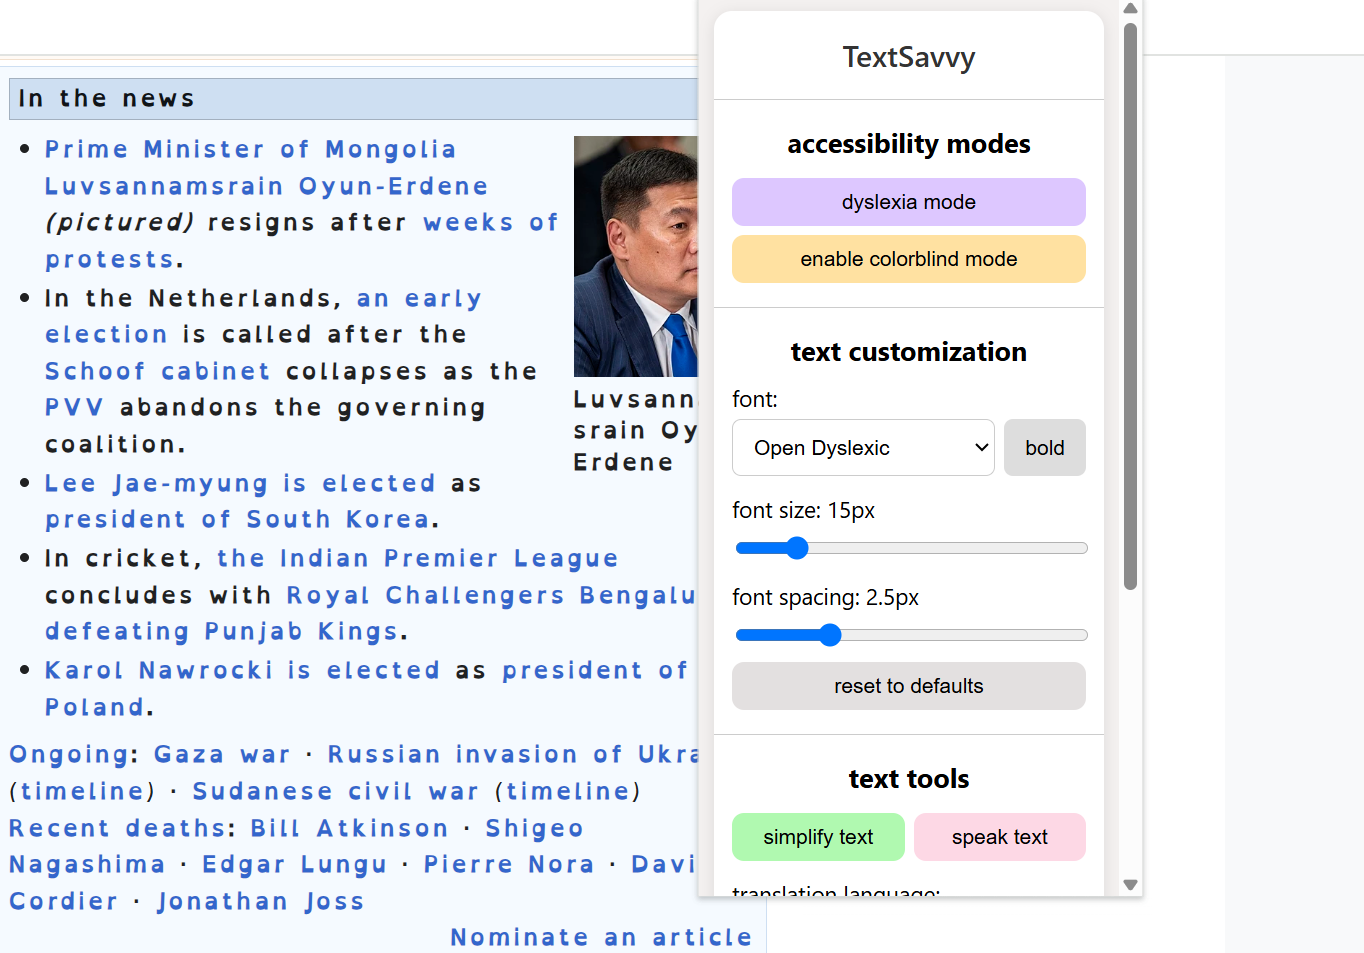 In the news
Prime Minister of Mongolia
Luvsannamsrain Oyun-Erdene
(pictured) resigns after weeks of
protests.
In the Netherlands, an early
election is called after the
Schoof cabinet collapses as the
PVV abandons the governing
coalition.
Lee Jae-myung is elected as
president of South Korea.
In cricket, the Indian Premier League
concludes with Royal Challengers Bengalu
defeating Punjab Kings.
Karol Nawrocki is elected as president of
Poland.
Luvsann
srain Oy
Erdene
Ongoing: Gaza war · Russian invasion of Ukra
(timeline) · Sudanese civil war (timeline)
Recent deaths: Bill Atkinson · Shigeo
Nagashima · Edgar Lungu · Pierre Nora · Davi
Cordier · Jonathan Joss
Nominate an article
TextSavvy
accessibility modes
dyslexia mode
enable colorblind mode
text customization
font:
Open Dyslexic
bold
font size: 15px
font spacing: 2.5px
reset to defaults
text tools
simplify text
speak text
translation language: